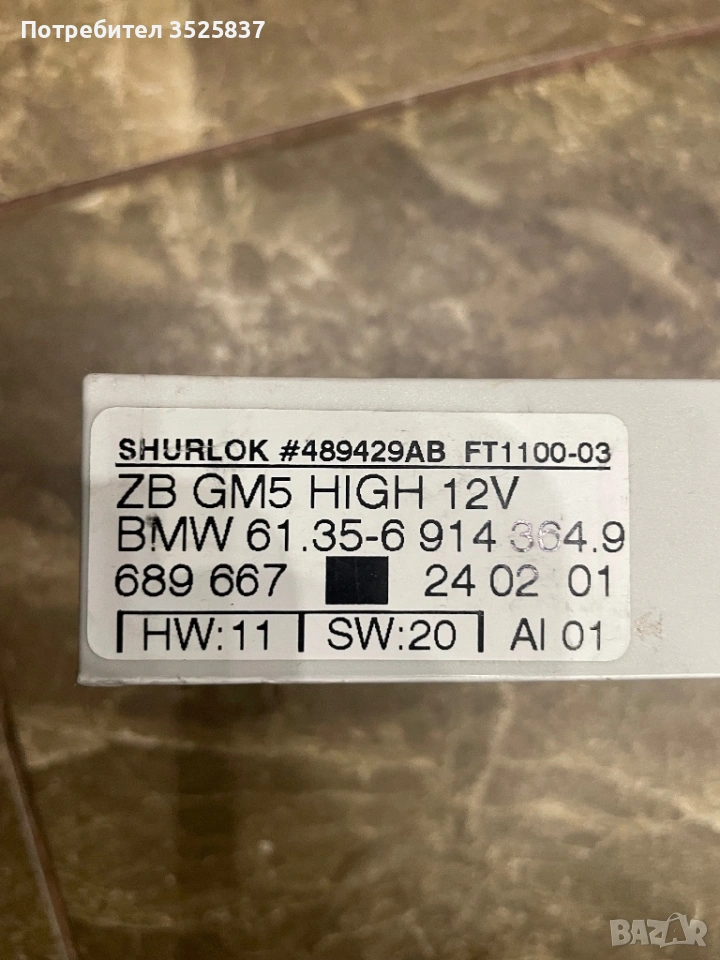 Потребител 3525837
SHURLOK #489429AB FT1100-03
ZB GM5 HIGH 12V
BMW 61.35-6 914 364.9
689 667 24 02 01
HW:11 SW:20 AI 01
BAZAR